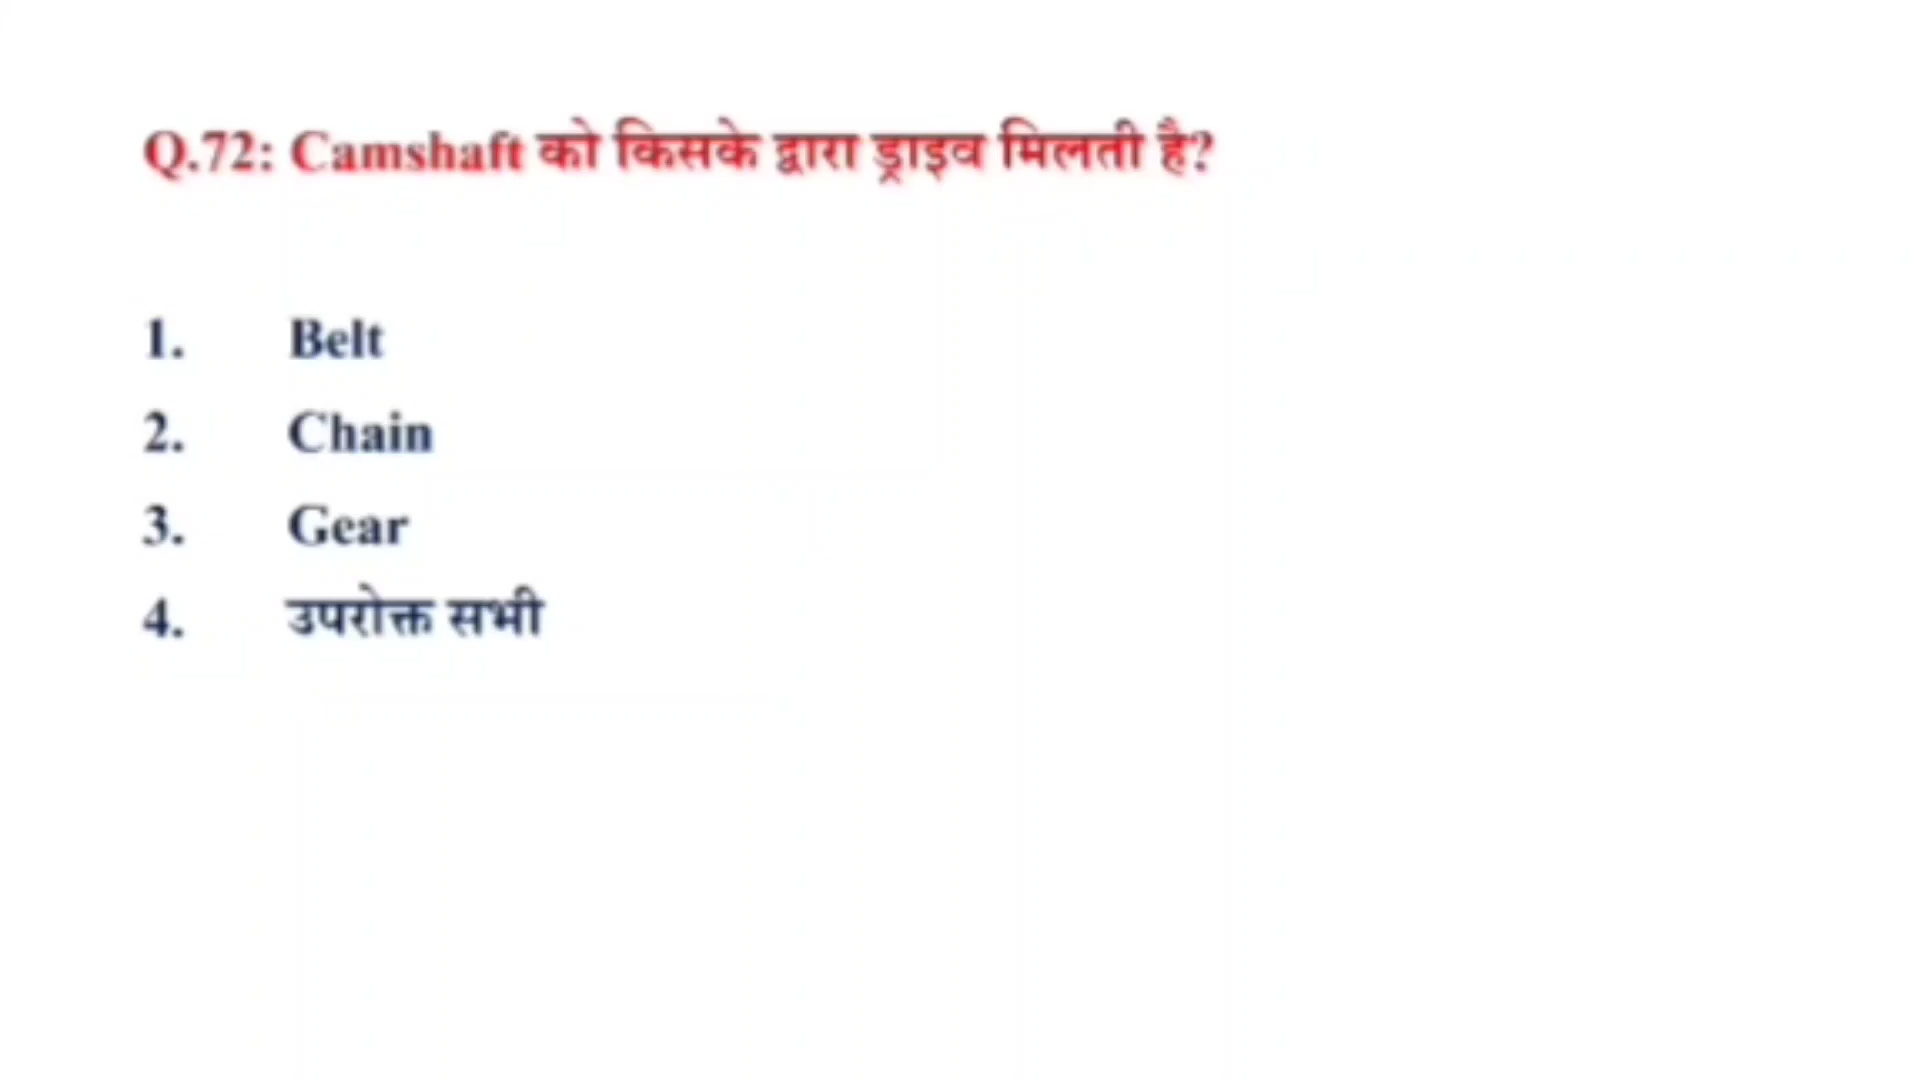 Q.72: Camshaft को किसके द्वारा ड्राइव मिलती है?
1. Belt
2. Chain
3. Gear
4. उपरोक्त सभी